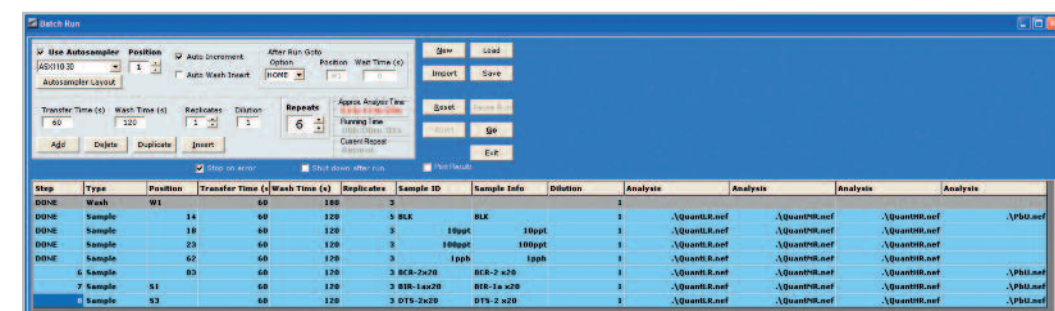 Batch Run
Use Autosampler Position Auto Increment After Run Goto New Load
Option Position Wait Time (s)
ASX110-30 1 Auto Wash Insert HOME W1 0 Import Save
Autosampler Layout
Transfer Time (s) Wash Time (s) Replicates Dilution Repeats Approx. Analysis Time Reset
60 120 1 1 6 Running Time Go
Add Delete Duplicate Insert Current Repeat Exit
Stop on error Shut down after run Print Results
Step Type Position Transfer Time (s Wash Time (s) Replicates Sample ID Sample Info Dilution Analysis Analysis Analysis Analysis
DONE Wash W1 60 180 3 1
DONE Sample 14 60 120 5 BLK BLK 1 .\QuantLR.nef .\QuantMR.nef .\QuantHR.nef .\PbU.nef
DONE Sample 18 60 120 3 10ppt 10ppt 1 .\QuantLR.nef .\QuantMR.nef .\QuantHR.nef
DONE Sample 23 60 120 3 100ppt 100ppt 1 .\QuantLR.nef .\QuantMR.nef .\QuantHR.nef
DONE Sample 62 60 120 3 1ppb 1ppb 1 .\QuantLR.nef .\QuantMR.nef .\QuantHR.nef
6 Sample 83 60 120 3 BCR-2x20 BCR-2 x20 1 .\QuantLR.nef .\QuantMR.nef .\QuantHR.nef .\PbU.nef
7 Sample S1 60 120 3 BIR-1ax20 BIR-1a x20 1 .\QuantLR.nef .\QuantMR.nef .\QuantHR.nef .\PbU.nef
8 Sample S3 60 120 3 DTS-2x20 DTS-2 x20 1 .\QuantLR.nef .\QuantMR.nef .\QuantHR.nef .\PbU.nef